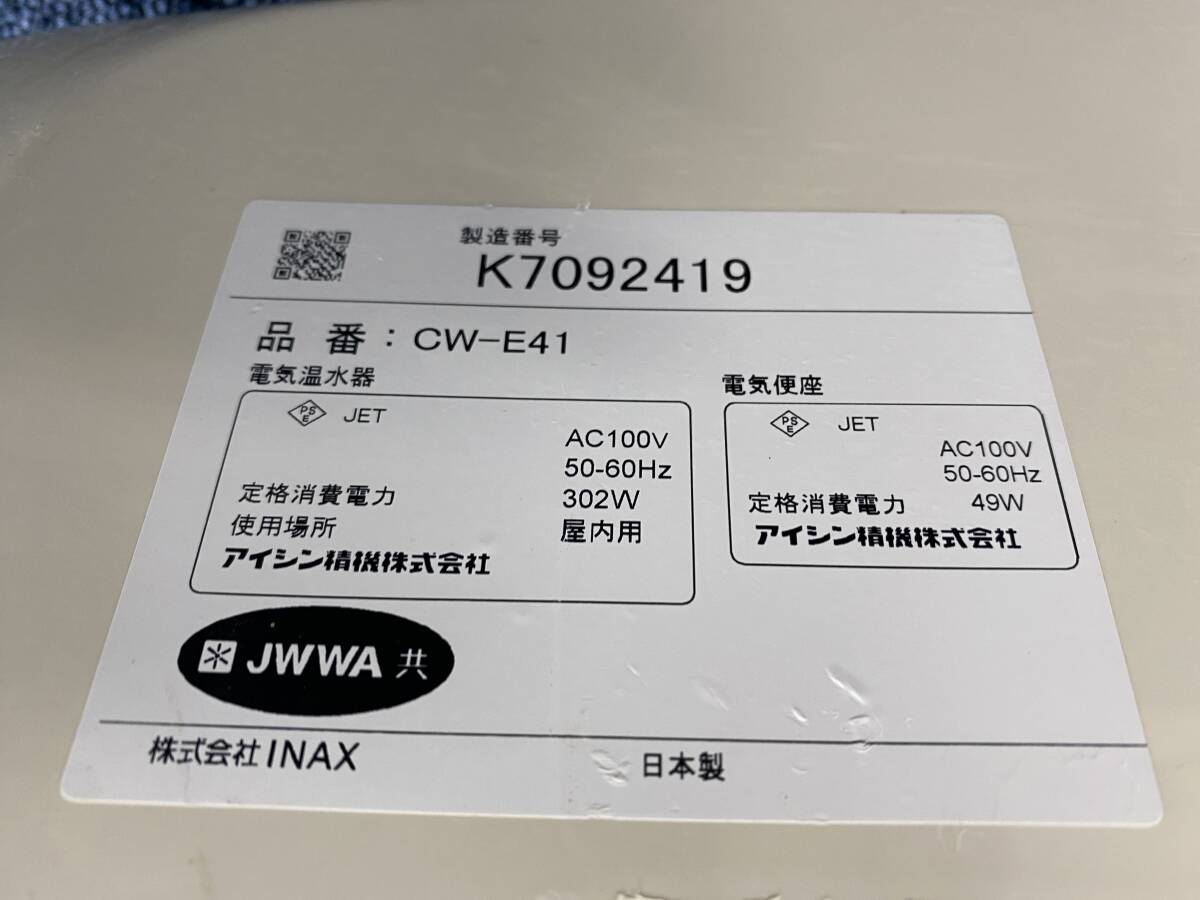 製造番号
K7092419
品 番：CW-E41
電気温水器
PSE JET
AC100V
50-60Hz
定格消費電力 302W
使用場所 屋内用
アイシン精機株式会社
電気便座
PSE JET
AC100V
50-60Hz
定格消費電力 49W
アイシン精機株式会社
JWWA 共
株式会社INAX 日本製